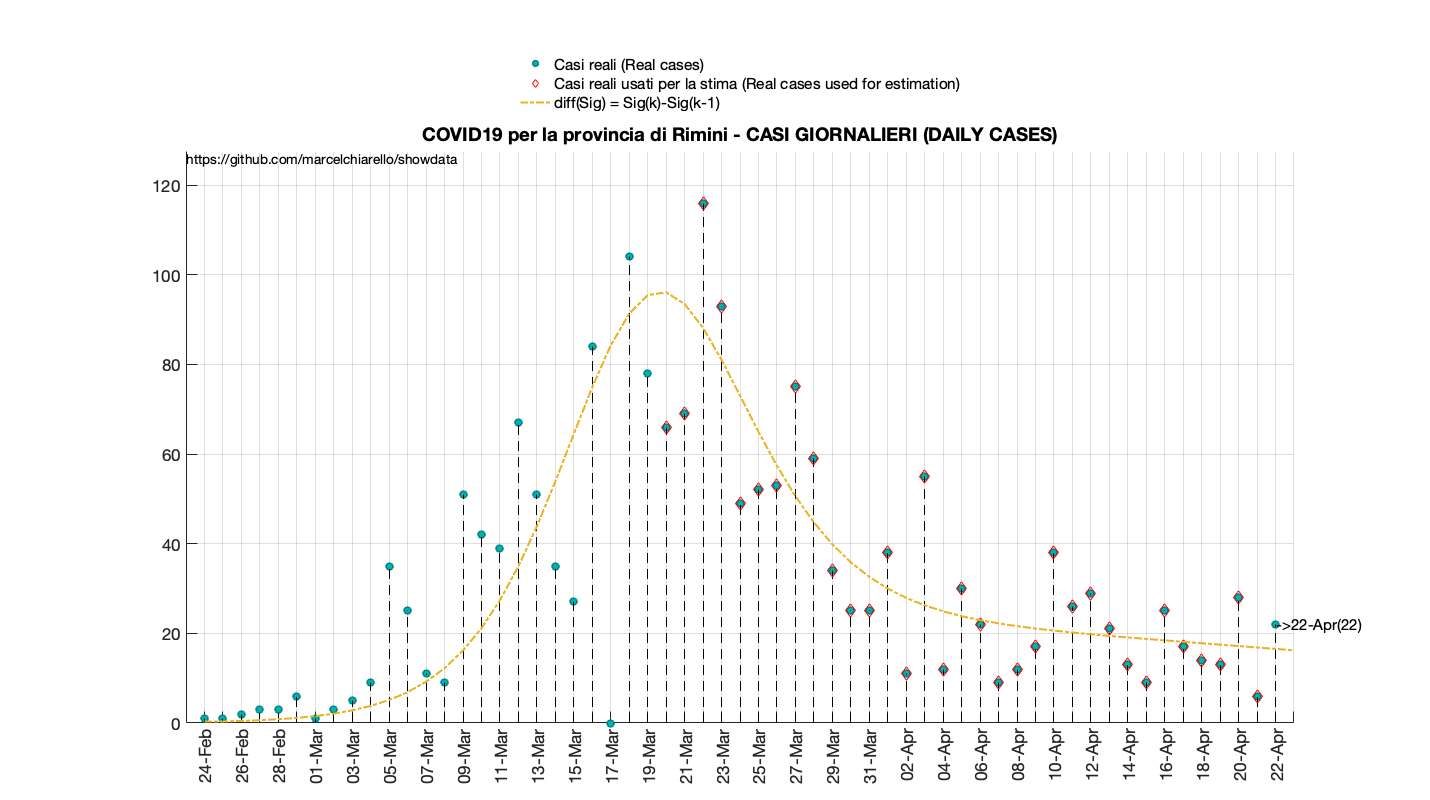 Casi reali (Real cases)
Casi reali usati per la stima (Real cases used for estimation)
diff(Sig) = Sig(k)-Sig(k-1)
COVID19 per la provincia di Rimini - CASI GIORNALIERI (DAILY CASES)
https://github.com/marcelchiarello/showdata
120
100
80
60
40
20
0
->22-Apr(22)
24-Feb
26-Feb
28-Feb
01-Mar
03-Mar
05-Mar
07-Mar
09-Mar
11-Mar
13-Mar
15-Mar
17-Mar
19-Mar
21-Mar
23-Mar
25-Mar
27-Mar
29-Mar
31-Mar
02-Apr
04-Apr
06-Apr
08-Apr
10-Apr
12-Apr
14-Apr
16-Apr
18-Apr
20-Apr
22-Apr